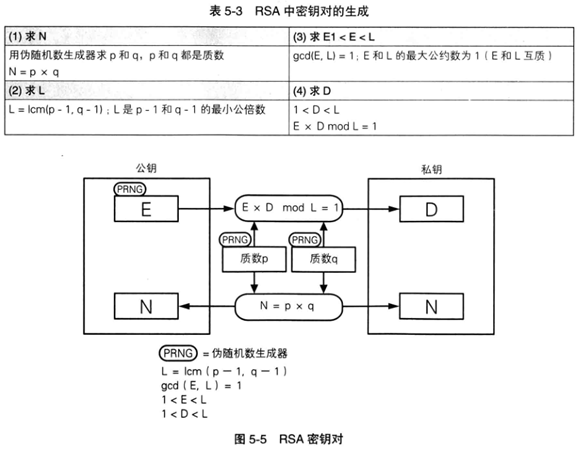 表 5-3 RSA 中密钥对的生成
(1) 求 N
用伪随机数生成器求 p 和 q，p 和 q 都是质数
N = p × q
(2) 求 L
L = lcm(p - 1, q - 1)；L 是 p - 1 和 q - 1 的最小公倍数
(3) 求 E1 < E < L
gcd(E, L) = 1；E 和 L 的最大公约数为 1（E 和 L 互质）
(4) 求 D
1 < D < L
E × D mod L = 1
公钥
私钥
PRNG
E
E × D mod L = 1
D
PRNG
质数p
PRNG
质数q
N
N = p × q
N
PRNG = 伪随机数生成器
L = lcm (p － 1, q － 1)
gcd (E, L) = 1
1 < E < L
1 < D < L
图 5-5 RSA 密钥对